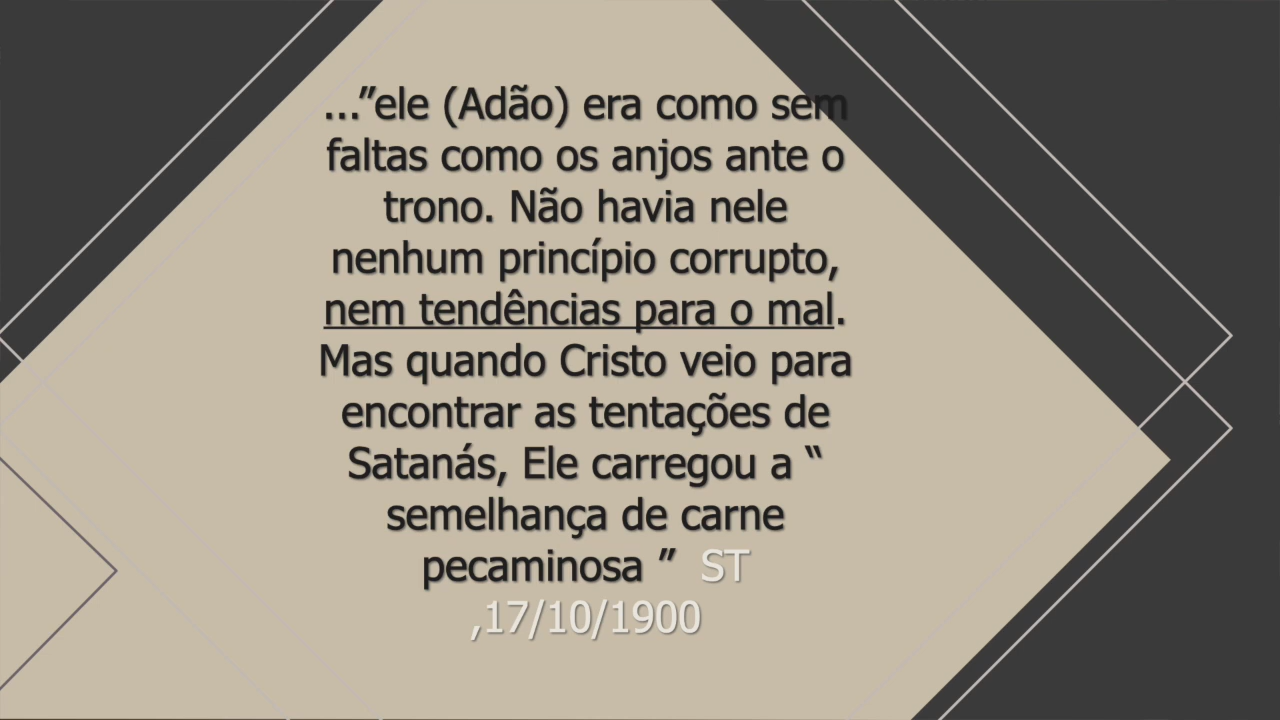 ...”ele (Adão) era como sem
faltas como os anjos ante o
trono. Não havia nele
nenhum princípio corrupto,
nem tendências para o mal.
Mas quando Cristo veio para
encontrar as tentações de
Satanás, Ele carregou a “
semelhança de carne
pecaminosa ” ST
,17/10/1900